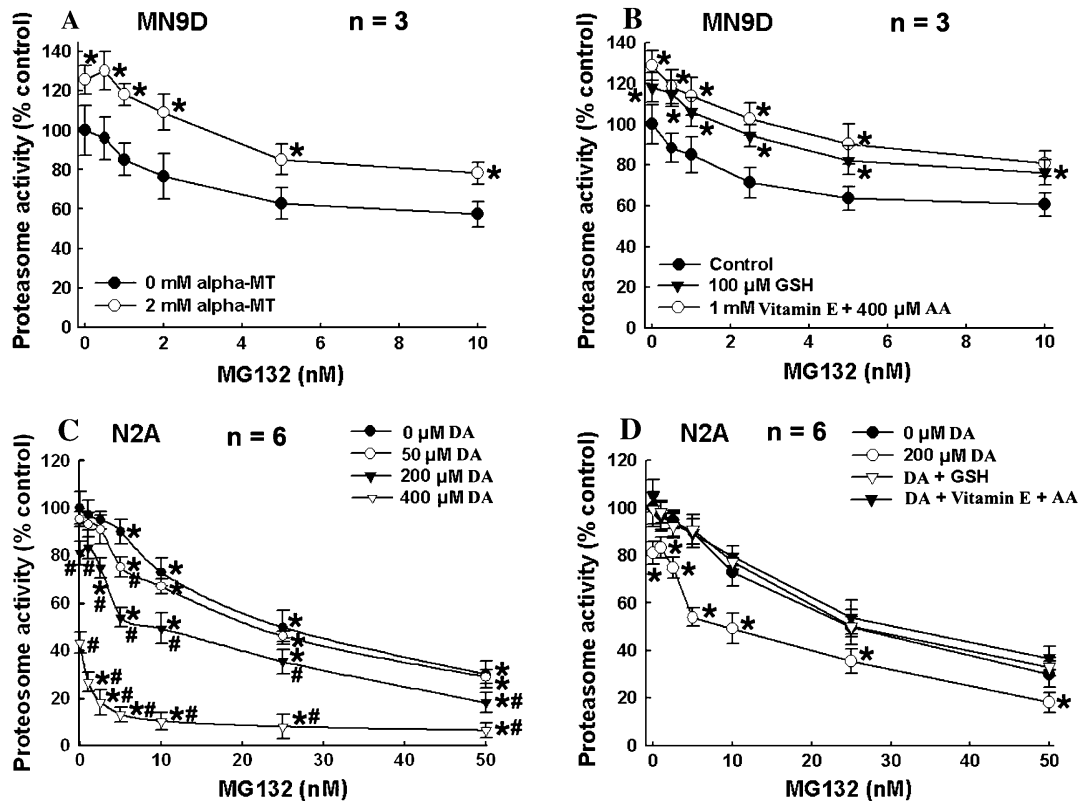 A MN9D n = 3
Proteasome activity (% control)
140
120
100
80
60
40
20
0
* * * * * *
0 mM alpha-MT
2 mM alpha-MT
0 2 4 6 8 10
MG132 (nM)
B MN9D n = 3
Proteasome activity (% control)
140
120
100
80
60
40
20
0
* * * * * * * * * * *
Control
100 µM GSH
1 mM Vitamin E + 400 µM AA
0 2 4 6 8 10
MG132 (nM)
C N2A n = 6
0 µM DA
50 µM DA
200 µM DA
400 µM DA
Proteosome activity (% control)
120
100
80
60
40
20
0
* * * *
*# * * *
# # *# *# *# *# *#
# *# *# *# *# *# *#
0 10 20 30 40 50
MG132 (nM)
D N2A n = 6
0 µM DA
200 µM DA
DA + GSH
DA + Vitamin E + AA
Proteasome activity (% control)
120
100
80
60
40
20
0
* * * * * * *
0 10 20 30 40 50
MG132 (nM)